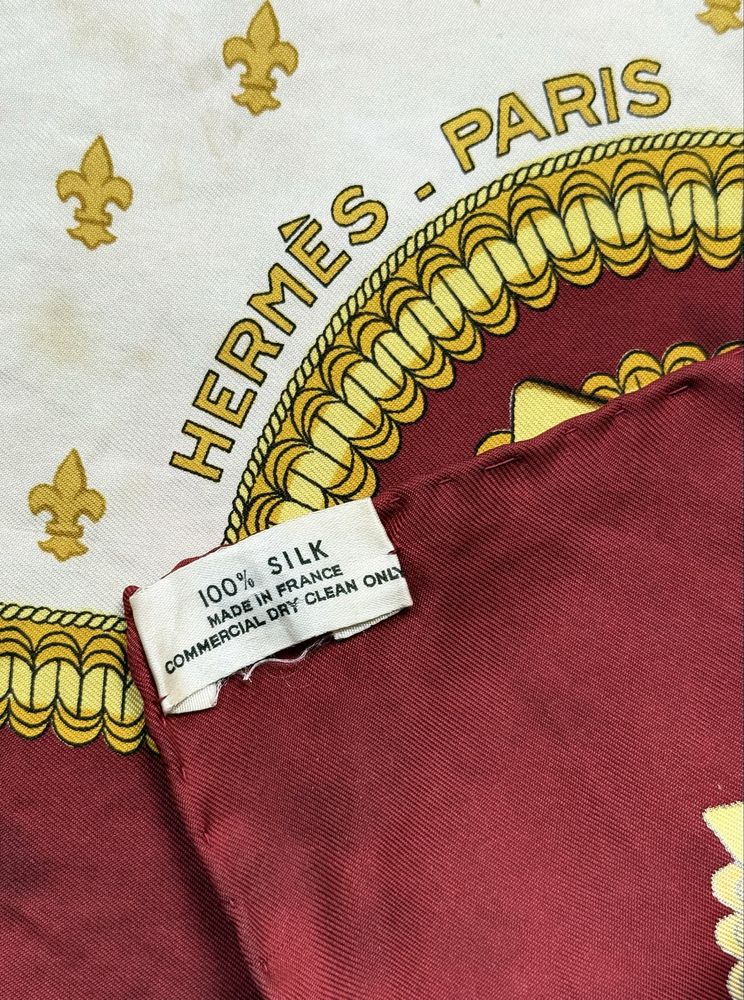 HERMÈS - PARIS
100% SILK
MADE IN FRANCE
COMMERCIAL DRY CLEAN ONLY